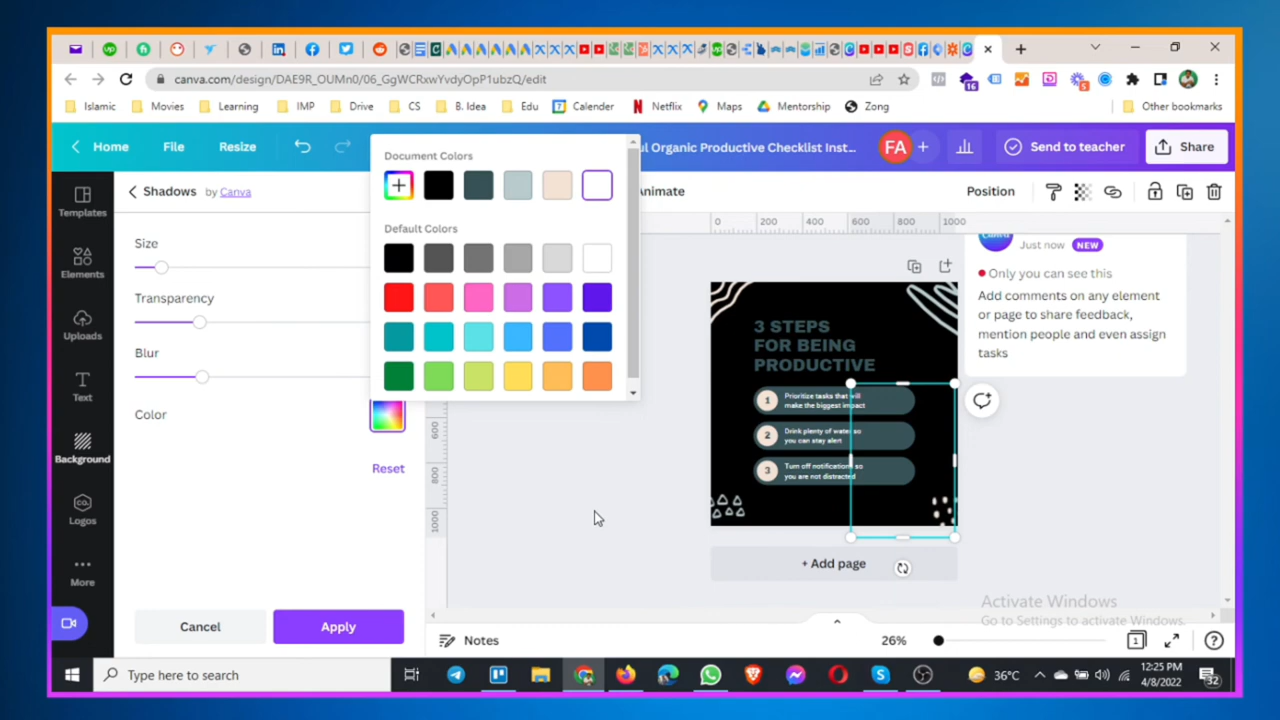 canva.com/design/DAE9R_OUMn0/06_GgWCRxwYvdyOpP1ubzQ/edit
Islamic
Movies
Learning
IMP
Drive
CS
B. Idea
Edu
Calender
Netflix
Maps
Mentorship
Zong
Other bookmarks
Home
File
Resize
ul Organic Productive Checklist Inst...
FA
Send to teacher
Share
Templates
Elements
Uploads
Text
Background
Logos
More
Shadows by Canva
Size
Transparency
Blur
Color
Reset
Cancel
Apply
Document Colors
Default Colors
Animate
Position
0 200 400 600 800 1000
600
800
1000
Just now NEW
Only you can see this
Add comments on any element
or page to share feedback,
mention people and even assign
tasks
3 STEPS
FOR BEING
PRODUCTIVE
1
Prioritize tasks that will
make the biggest impact
2
Drink plenty of water so
you can stay alert
3
Turn off notifications so
you are not distracted
+ Add page
Activate Windows
Go to Settings to activate Windows.
Notes
26%
1
Type here to search
36°C
12:25 PM
4/8/2022
32